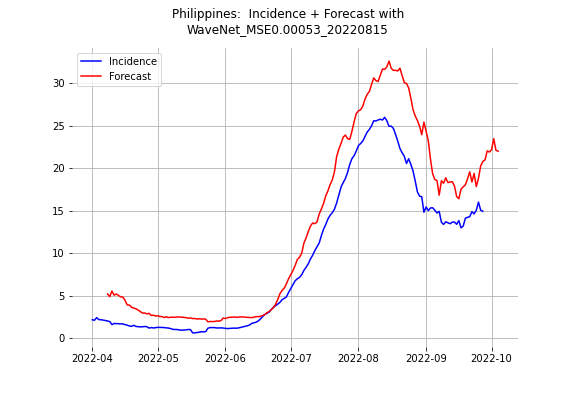 Philippines:  Incidence + Forecast with
WaveNet_MSE0.00053_20220815
Incidence
Forecast
30
25
20
15
10
5
0
2022-04 2022-05 2022-06 2022-07 2022-08 2022-09 2022-10